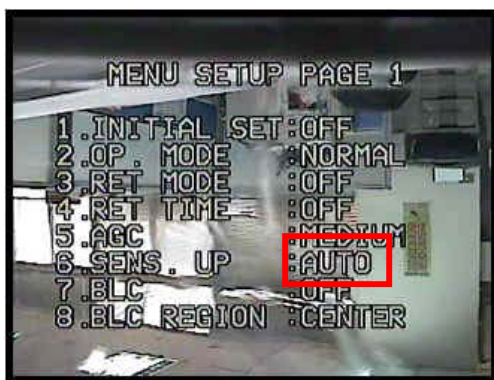 MENU SETUP PAGE 1
1.INITIAL SET:OFF
2.OP. MODE :NORMAL
3.RET MODE :OFF
4.RET TIME :OFF
5.AGC :MEDIUM
6.SENS. UP :AUTO
7.BLC :OFF
8.BLC REGION :CENTER